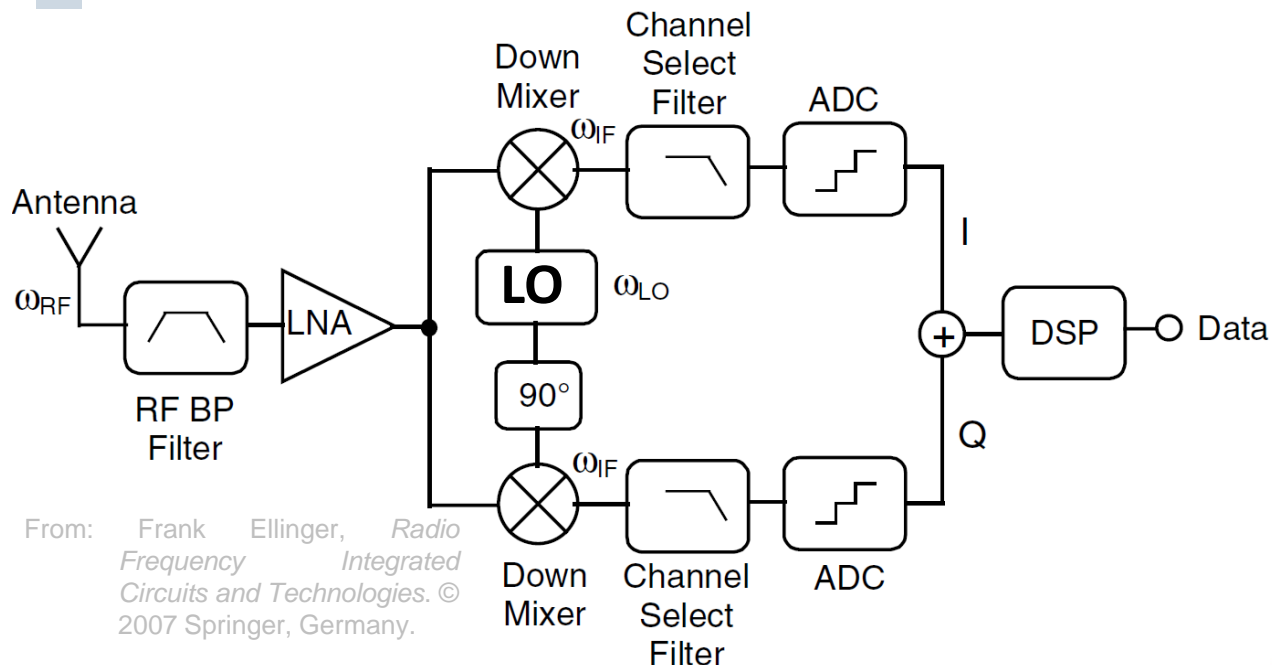 Channel
Select
Filter
Down
Mixer
ADC
ωIF
Antenna
ωRF
LNA
LO
ωLO
I
+
DSP
Data
90°
RF BP
Filter
Q
ωIF
From: Frank Ellinger, Radio
Frequency Integrated
Circuits and Technologies. ©
2007 Springer, Germany.
Down
Mixer
Channel
Select
Filter
ADC